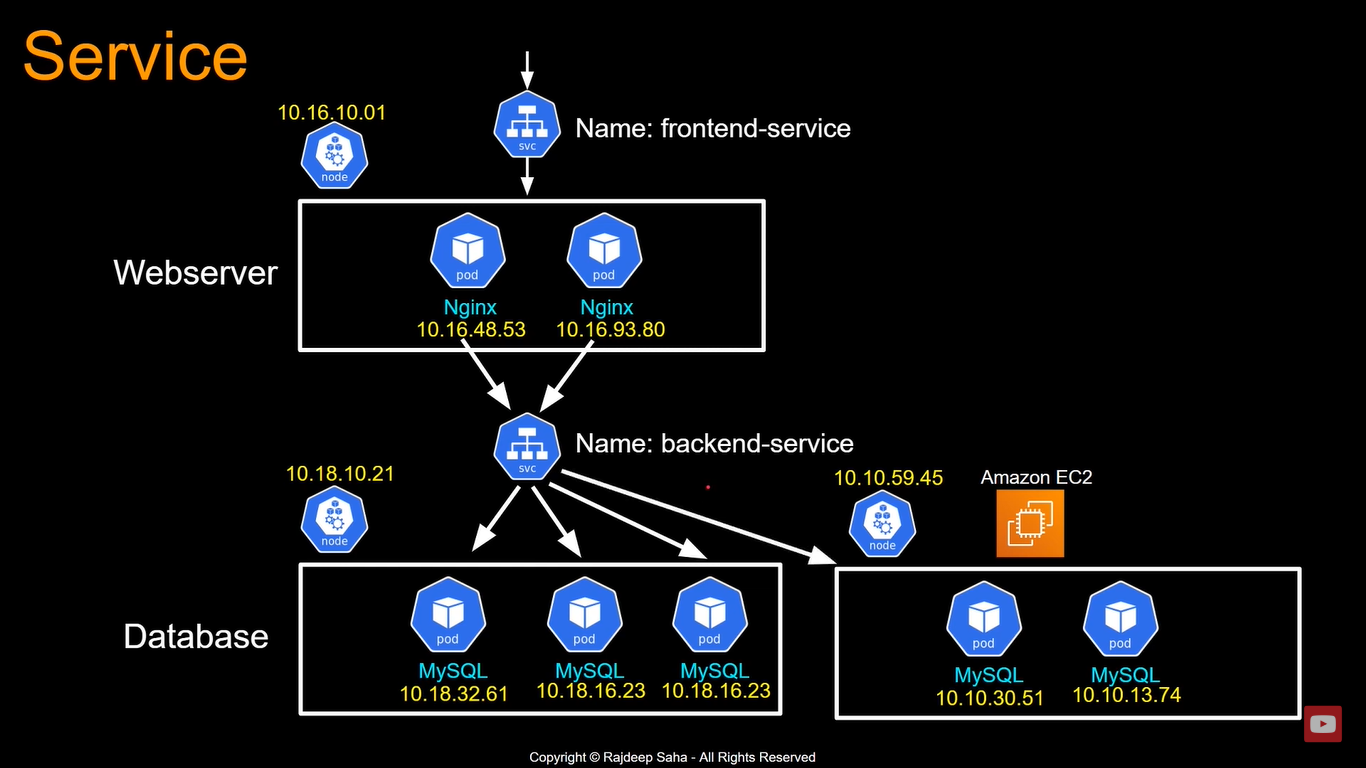 Service
10.16.10.01
node
svc
Name: frontend-service
Webserver
pod
pod
Nginx
Nginx
10.16.48.53
10.16.93.80
svc
Name: backend-service
10.18.10.21
node
10.10.59.45
node
Amazon EC2
Database
pod
pod
pod
MySQL
MySQL
MySQL
10.18.32.61
10.18.16.23
10.18.16.23
pod
pod
MySQL
MySQL
10.10.30.51
10.10.13.74
Copyright © Rajdeep Saha - All Rights Reserved